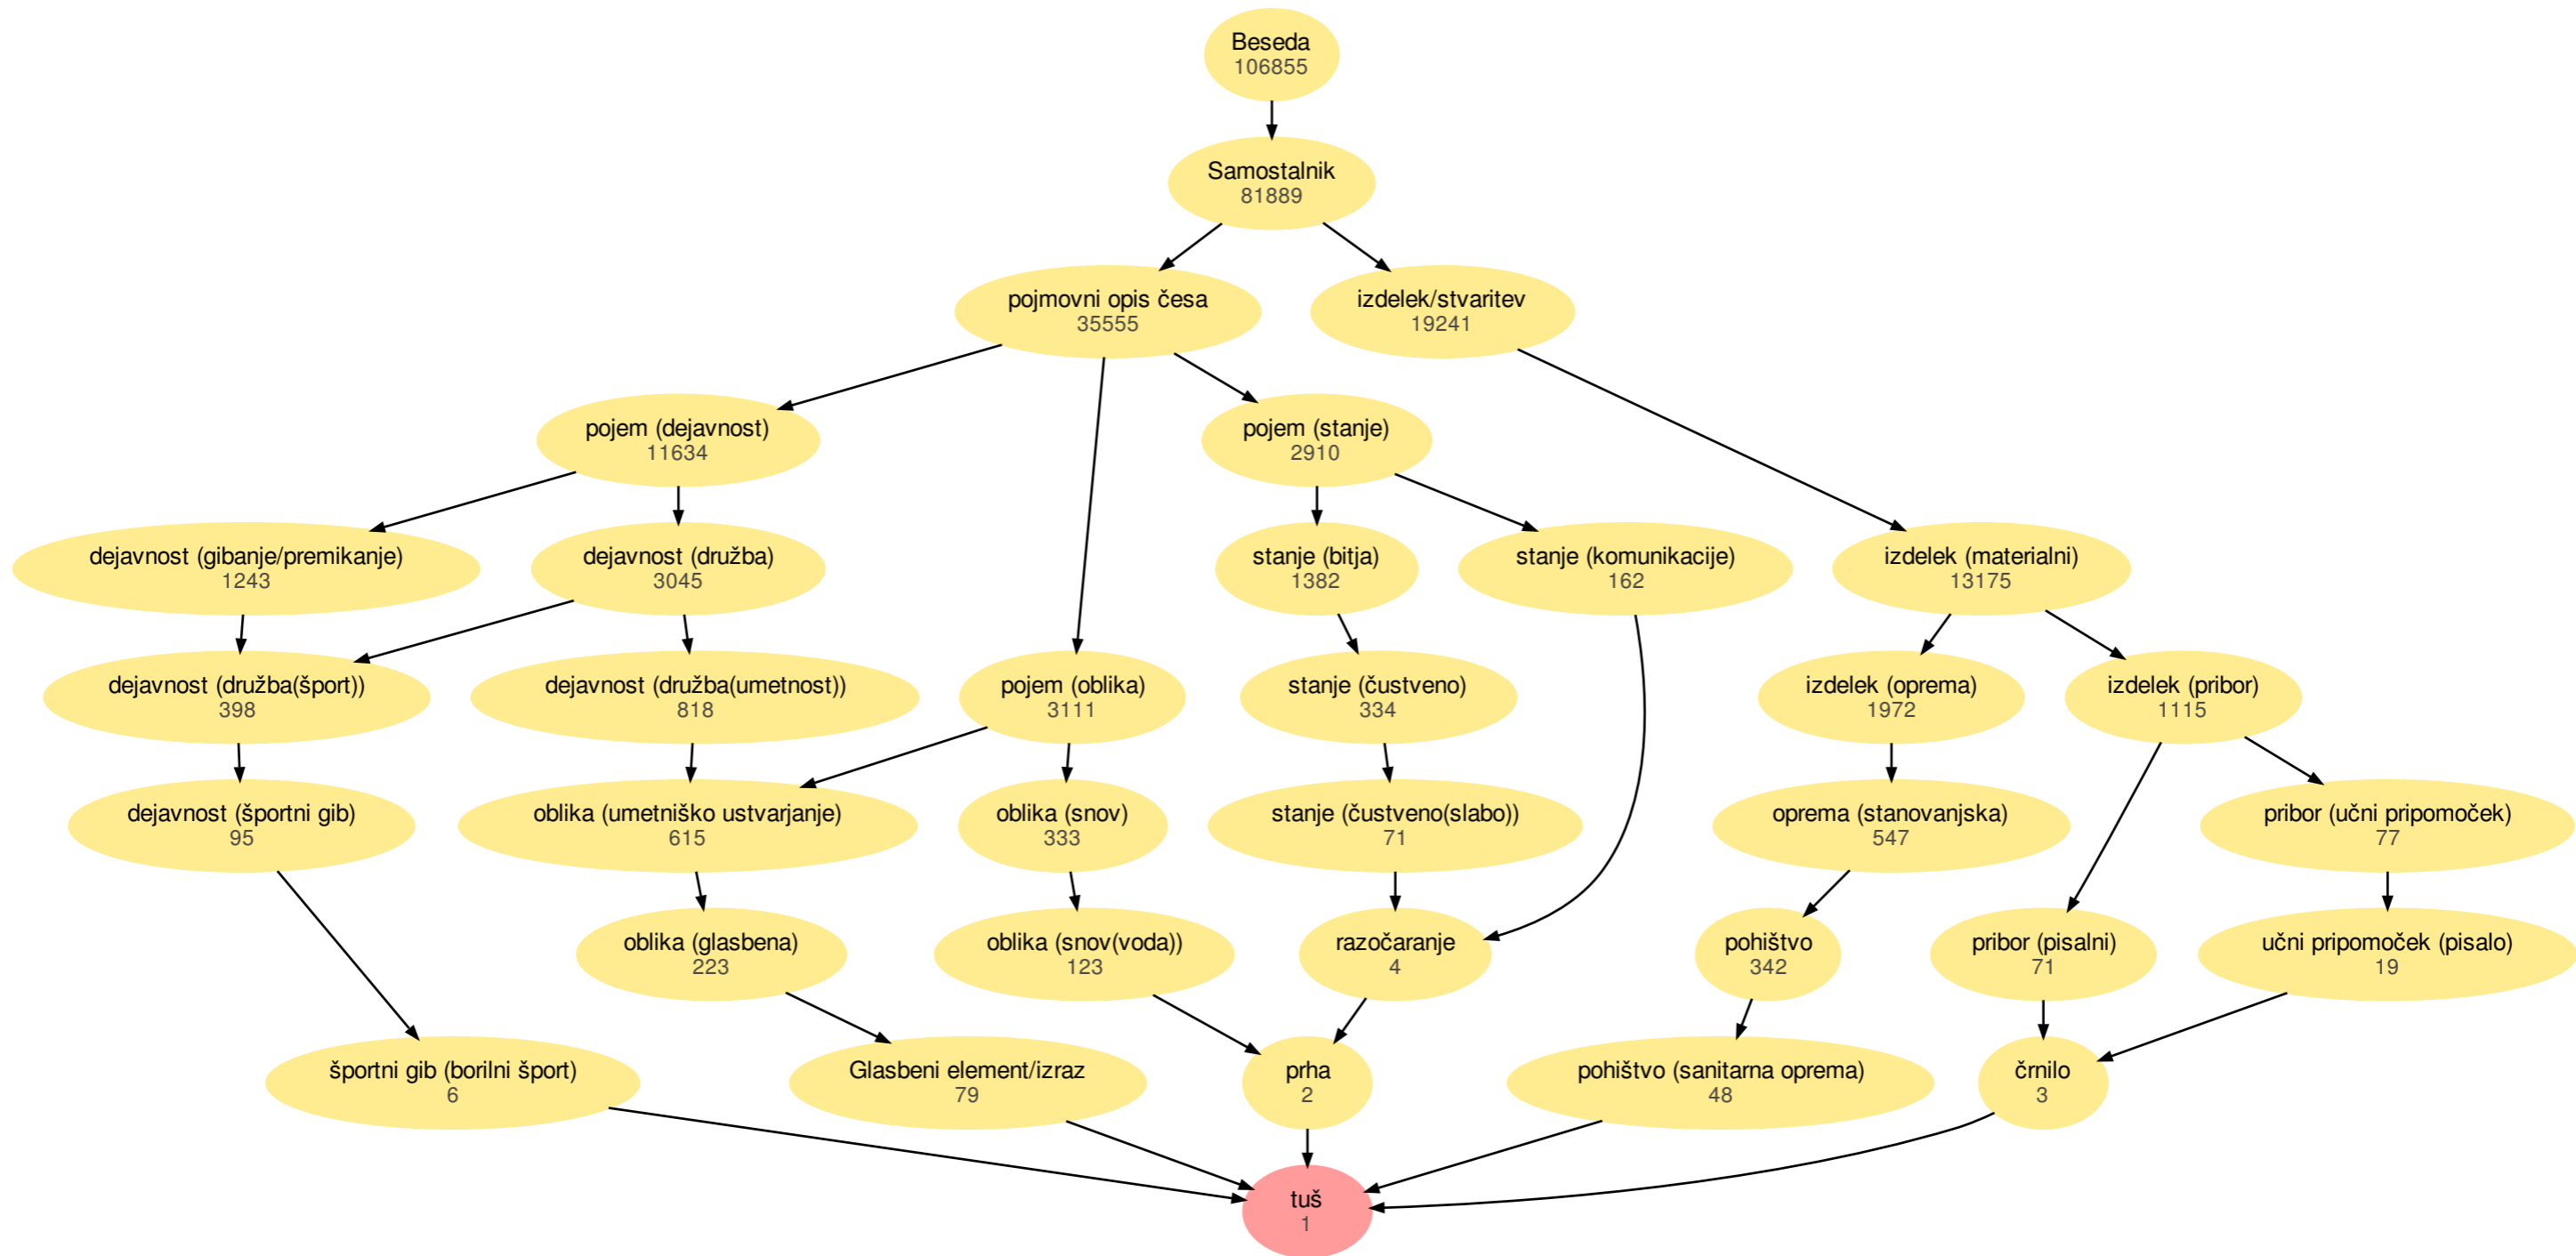 Beseda
106855
Samostalnik
81889
pojmovni opis česa
35555
izdelek/stvaritev
19241
pojem (dejavnost)
11634
pojem (stanje)
2910
dejavnost (gibanje/premikanje)
1243
dejavnost (družba)
3045
stanje (bitja)
1382
stanje (komunikacije)
162
izdelek (materialni)
13175
dejavnost (družba(šport))
398
dejavnost (družba(umetnost))
818
pojem (oblika)
3111
stanje (čustveno)
334
izdelek (oprema)
1972
izdelek (pribor)
1115
dejavnost (športni gib)
95
oblika (umetniško ustvarjanje)
615
oblika (snov)
333
stanje (čustveno(slabo))
71
oprema (stanovanjska)
547
pribor (učni pripomoček)
77
oblika (glasbena)
223
oblika (snov(voda))
123
razočaranje
4
pohištvo
342
pribor (pisalni)
71
učni pripomoček (pisalo)
19
športni gib (borilni šport)
6
Glasbeni element/izraz
79
prha
2
pohištvo (sanitarna oprema)
48
črnilo
3
tuš
1